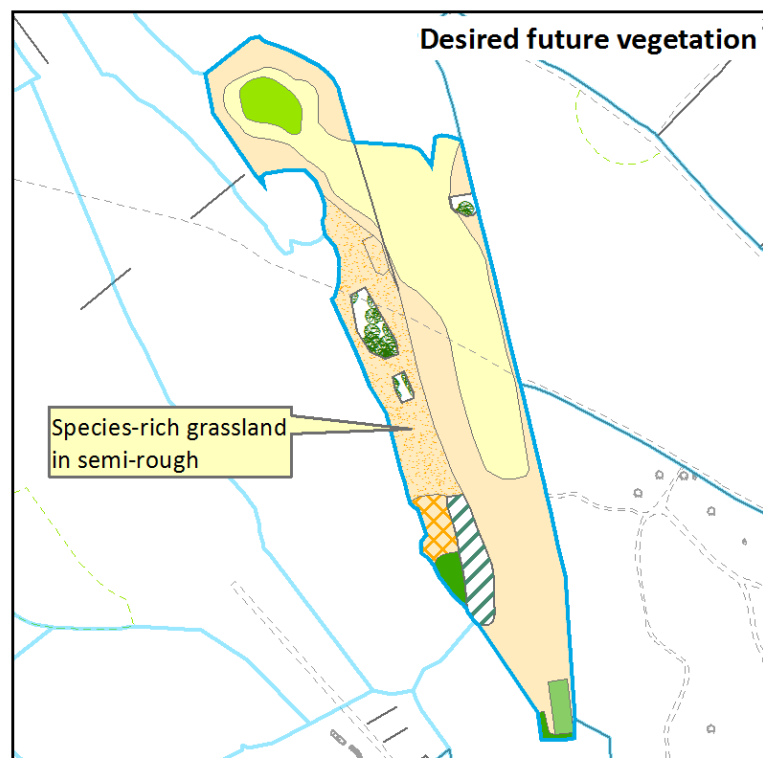 Desired future vegetation
Species-rich grassland
in semi-rough